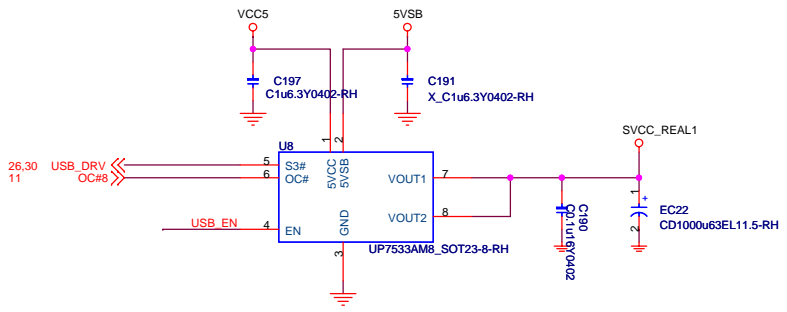 VCC5
5VSB
C197
C1u6.3Y0402-RH
C191
X_C1u6.3Y0402-RH
SVCC_REAL1
U8
1
2
26,30 USB_DRV
5
S3#
5VCC
5VSB
VOUT1
7
11 OC#8
6
OC#
VOUT2
8
USB_EN
4
EN
GND
3
UP7533AM8_SOT23-8-RH
C190
C0.1u16Y0402
1
+
2
EC22
CD1000u63EL11.5-RH